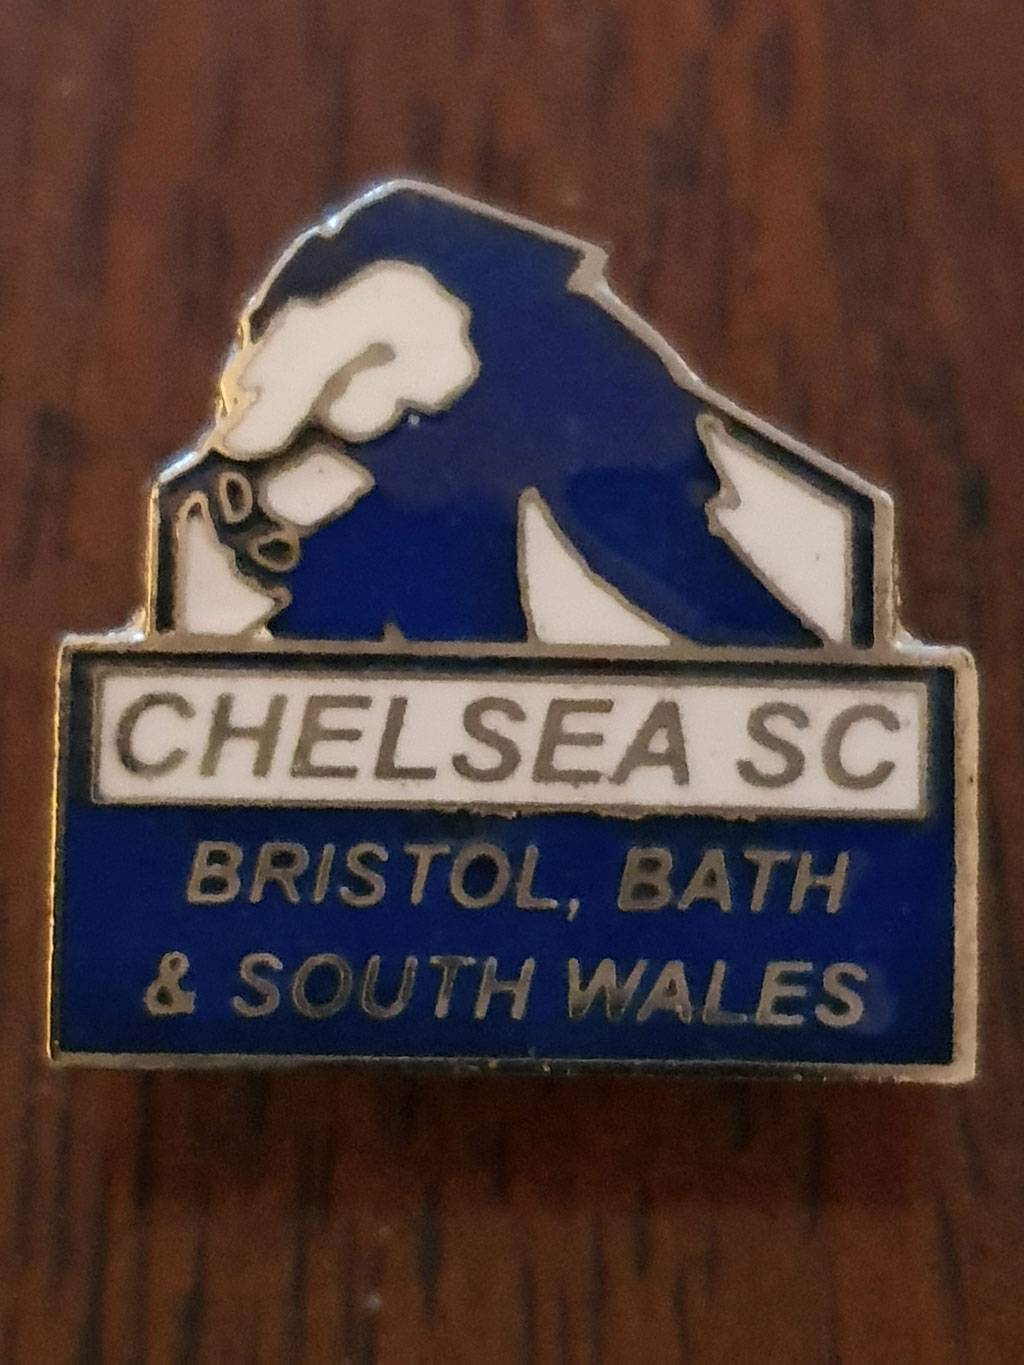 CHELSEA SC
BRISTOL, BATH
& SOUTH WALES